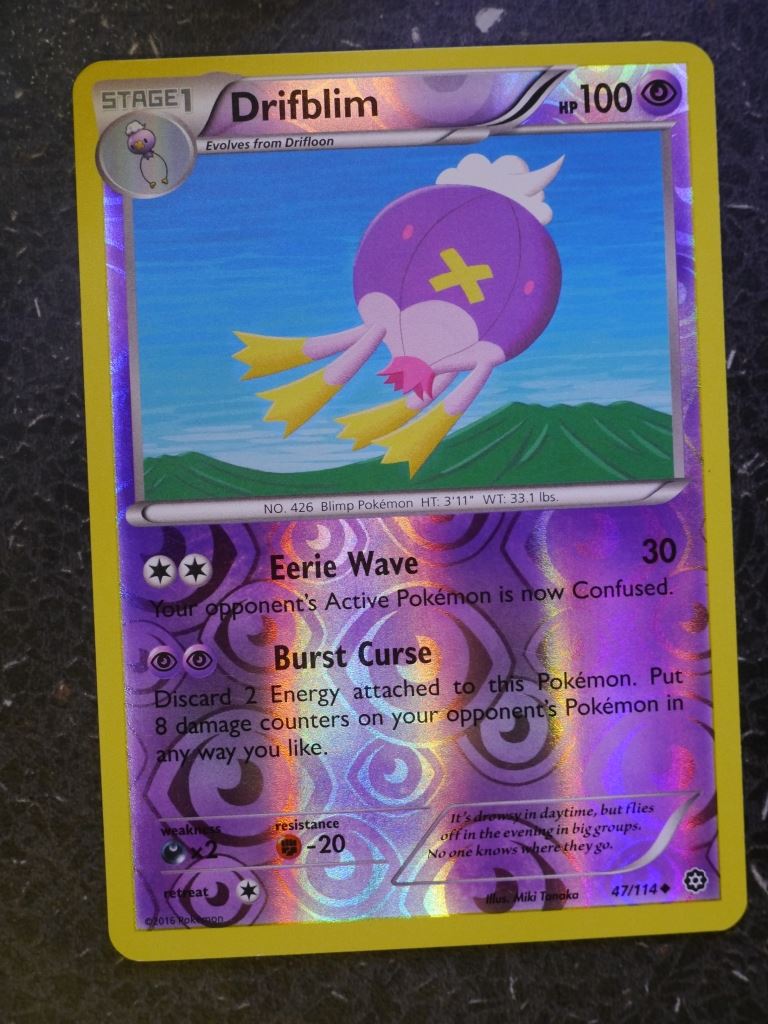 STAGE1 Drifblim HP100
Evolves from Drifloon
NO. 426 Blimp Pokémon HT: 3'11" WT: 33.1 lbs.
Eerie Wave 30
Your opponent's Active Pokémon is now Confused.
Burst Curse
Discard 2 Energy attached to this Pokémon. Put
8 damage counters on your opponent's Pokémon in
any way you like.
weakness resistance
×2 -20
It's drowsy in daytime, but flies
off in the evening in big groups.
No one knows where they go.
retreat
Illus. Miki Tanaka 47/114
©2016 Pokémon